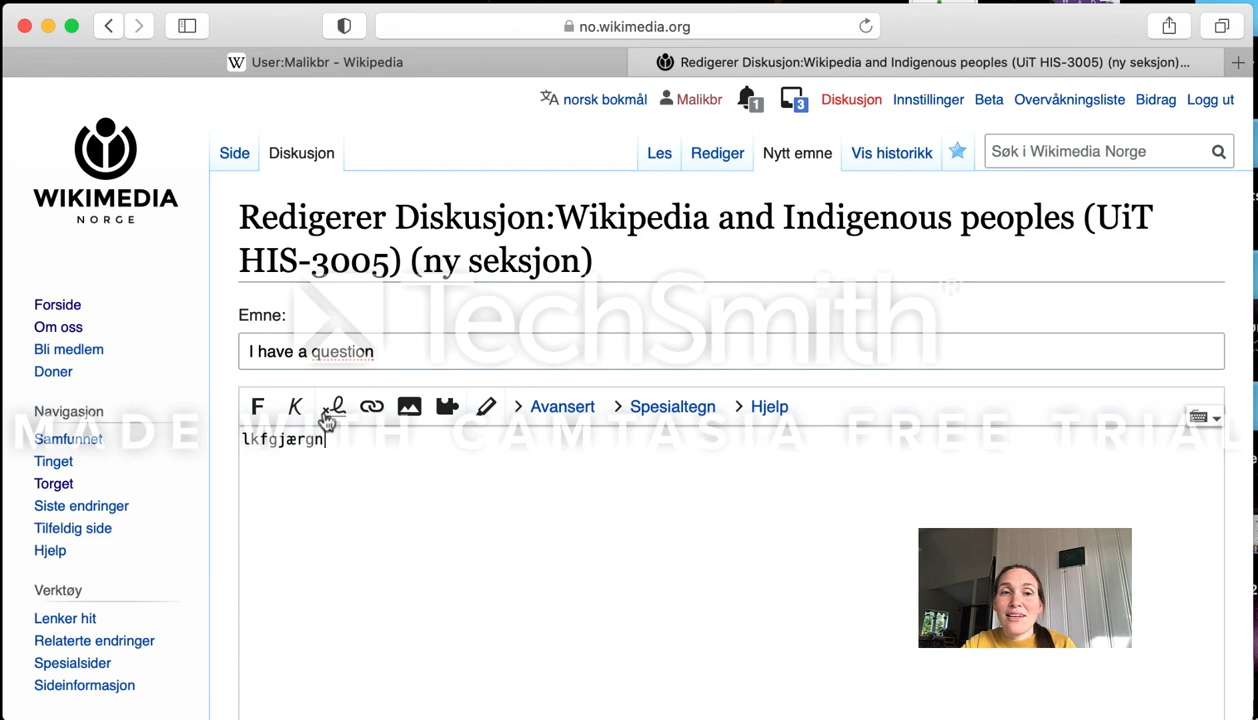 no.wikimedia.org
User:Malikbr - Wikipedia
Redigerer Diskusjon:Wikipedia and Indigenous peoples (UiT HIS-3005) (ny seksjon)...
norsk bokmål Malikbr 1 3 Diskusjon Innstillinger Beta Overvåkningsliste Bidrag Logg ut
Side Diskusjon Les Rediger Nytt emne Vis historikk Søk i Wikimedia Norge
WIKIMEDIA
NORGE
Redigerer Diskusjon:Wikipedia and Indigenous peoples (UiT
HIS-3005) (ny seksjon)
TechSmith®
Emne:
I have a question
F K Avansert Spesialtegn Hjelp
MADE WITH CAMTASIA FREE TRIAL
lkfgjærgn
Forside
Om oss
Bli medlem
Doner
Navigasjon
Samfunnet
Tinget
Torget
Siste endringer
Tilfeldig side
Hjelp
Verktøy
Lenker hit
Relaterte endringer
Spesialsider
Sideinformasjon